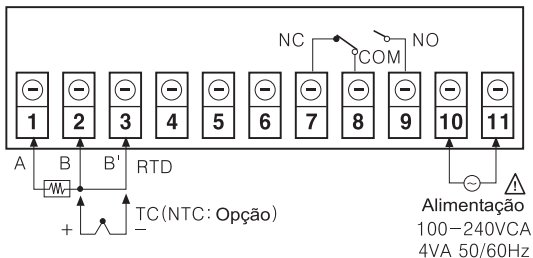 NC NO
COM
1 2 3 4 5 6 7 8 9 10 11
A B B' RTD
TC(NTC: Opção)
+ −
Alimentação
100-240VCA
4VA 50/60Hz